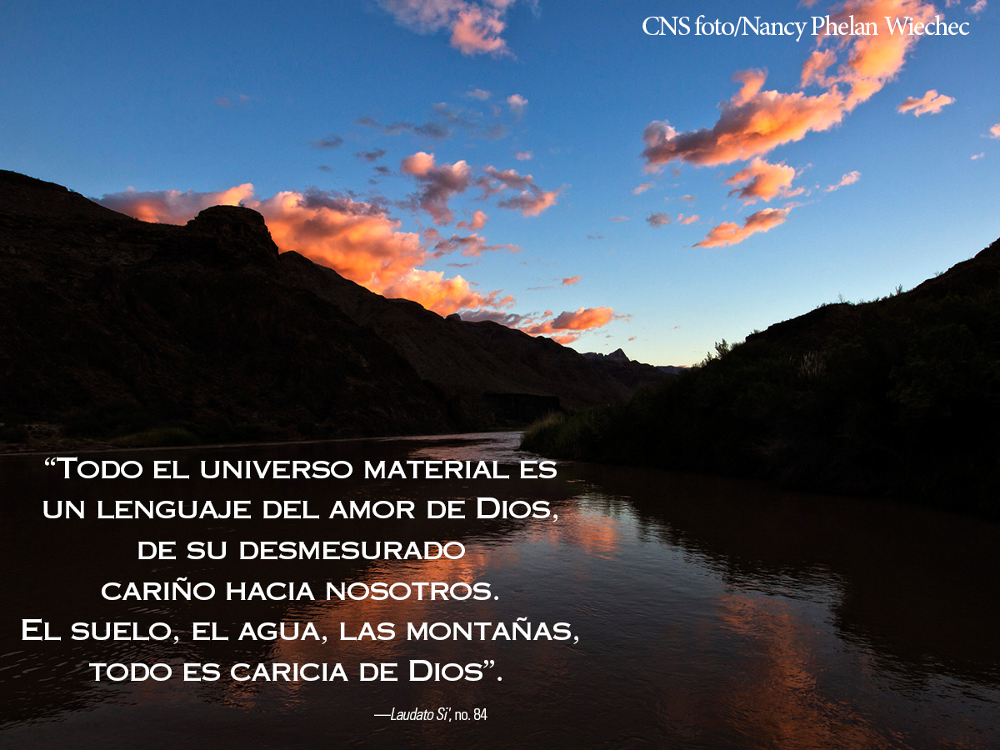 CNS foto/Nancy Phelan Wiechec
“Todo el universo material es
un lenguaje del amor de Dios,
de su desmesurado
cariño hacia nosotros.
El suelo, el agua, las montañas,
todo es caricia de Dios”.
—Laudato Si', no. 84